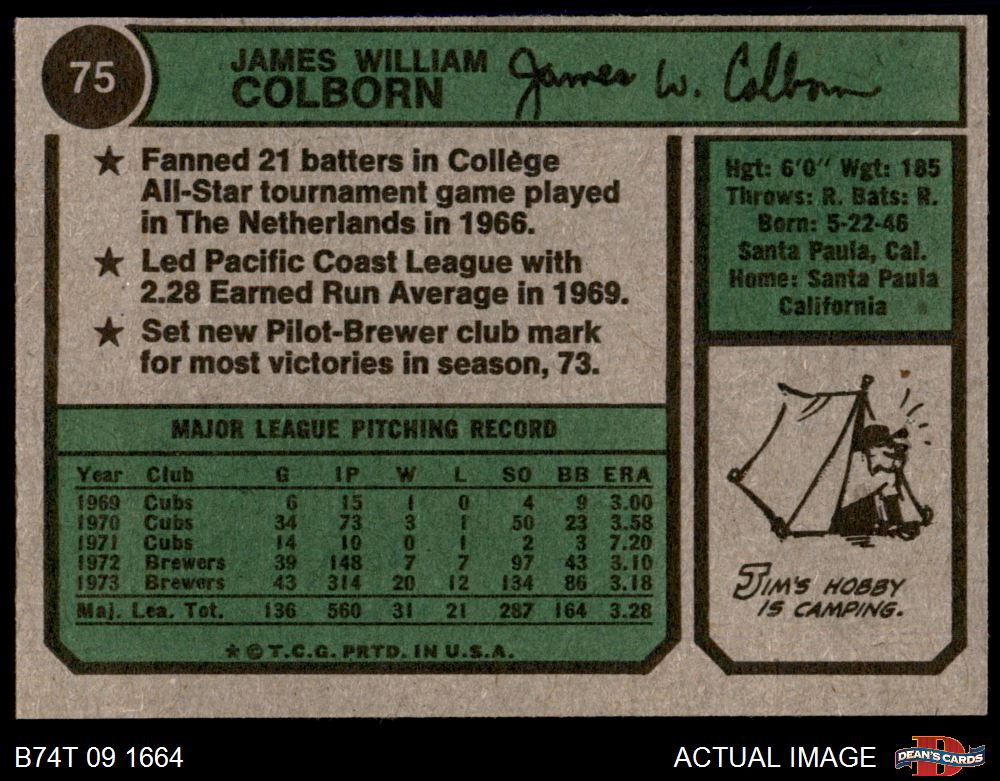 75
JAMES WILLIAM
COLBORN
James W. Colborn
★ Fanned 21 batters in College
All-Star tournament game played
in The Netherlands in 1966.
★ Led Pacific Coast League with
2.28 Earned Run Average in 1969.
★ Set new Pilot-Brewer club mark
for most victories in season, 73.
Hgt: 6'0" Wgt: 185
Throws: R. Bats: R.
Born: 5-22-46
Santa Paula, Cal.
Home: Santa Paula
California
MAJOR LEAGUE PITCHING RECORD
Year Club G IP W L SO BB ERA
1969 Cubs 6 15 1 0 4 9 3.00
1970 Cubs 34 73 3 1 50 23 3.58
1971 Cubs 14 10 0 1 2 3 7.20
1972 Brewers 39 148 7 7 97 43 3.10
1973 Brewers 43 314 20 12 134 86 3.18
Maj. Lea. Tot. 136 560 31 21 287 164 3.28
★ © T.C.G. PRTD. IN U.S.A.
JIM'S HOBBY
IS CAMPING.
B74T 09 1664
ACTUAL IMAGE
DEAN'S CARDS